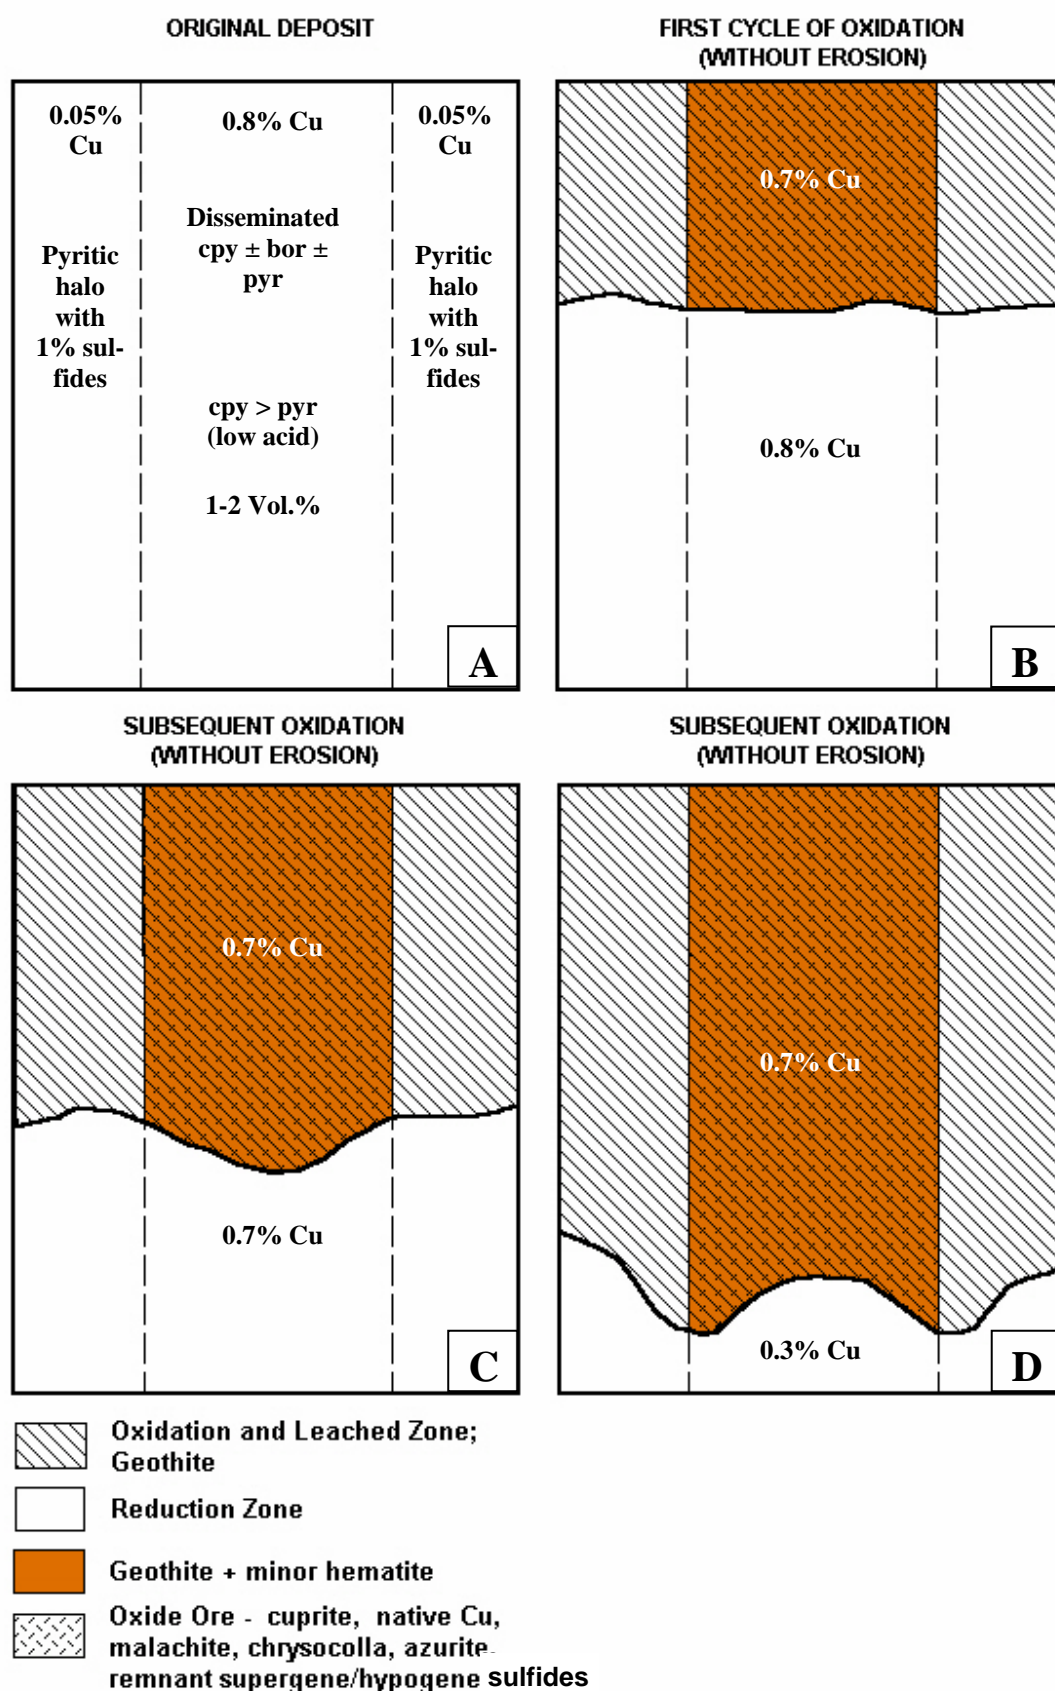 ORIGINAL DEPOSIT
0.05%
Cu
0.8% Cu
0.05%
Cu
Disseminated
cpy ± bor ±
pyr
Pyritic
halo
with
1% sul-
fides
Pyritic
halo
with
1% sul-
fides
cpy > pyr
(low acid)
1-2 Vol.%
A
FIRST CYCLE OF OXIDATION
(WITHOUT EROSION)
0.7% Cu
0.8% Cu
B
SUBSEQUENT OXIDATION
(WITHOUT EROSION)
0.7% Cu
0.7% Cu
C
SUBSEQUENT OXIDATION
(WITHOUT EROSION)
0.7% Cu
0.3% Cu
D
Oxidation and Leached Zone;
Geothite
Reduction Zone
Geothite + minor hematite
Oxide Ore - cuprite, native Cu,
malachite, chrysocolla, azurite
remnant supergene/hypogene sulfides